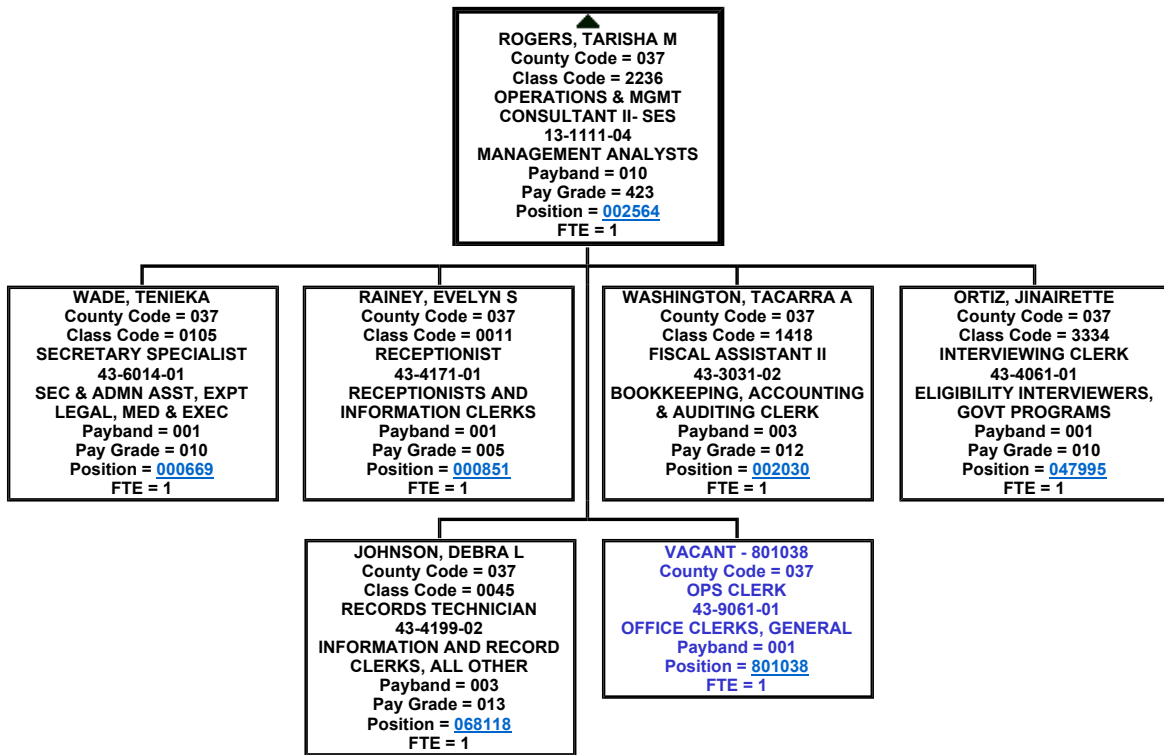 ROGERS, TARISHA M
County Code = 037
Class Code = 2236
OPERATIONS & MGMT
CONSULTANT II- SES
13-1111-04
MANAGEMENT ANALYSTS
Payband = 010
Pay Grade = 423
Position = 002564
FTE = 1
WADE, TENIEKA
County Code = 037
Class Code = 0105
SECRETARY SPECIALIST
43-6014-01
SEC & ADMN ASST, EXPT
LEGAL, MED & EXEC
Payband = 001
Pay Grade = 010
Position = 000669
FTE = 1
RAINEY, EVELYN S
County Code = 037
Class Code = 0011
RECEPTIONIST
43-4171-01
RECEPTIONISTS AND
INFORMATION CLERKS
Payband = 001
Pay Grade = 005
Position = 000851
FTE = 1
WASHINGTON, TACARRA A
County Code = 037
Class Code = 1418
FISCAL ASSISTANT II
43-3031-02
BOOKKEEPING, ACCOUNTING
& AUDITING CLERK
Payband = 003
Pay Grade = 012
Position = 002030
FTE = 1
ORTIZ, JINAIRETTE
County Code = 037
Class Code = 3334
INTERVIEWING CLERK
43-4061-01
ELIGIBILITY INTERVIEWERS,
GOVT PROGRAMS
Payband = 001
Pay Grade = 010
Position = 047995
FTE = 1
JOHNSON, DEBRA L
County Code = 037
Class Code = 0045
RECORDS TECHNICIAN
43-4199-02
INFORMATION AND RECORD
CLERKS, ALL OTHER
Payband = 003
Pay Grade = 013
Position = 068118
FTE = 1
VACANT - 801038
County Code = 037
OPS CLERK
43-9061-01
OFFICE CLERKS, GENERAL
Payband = 001
Position = 801038
FTE = 1